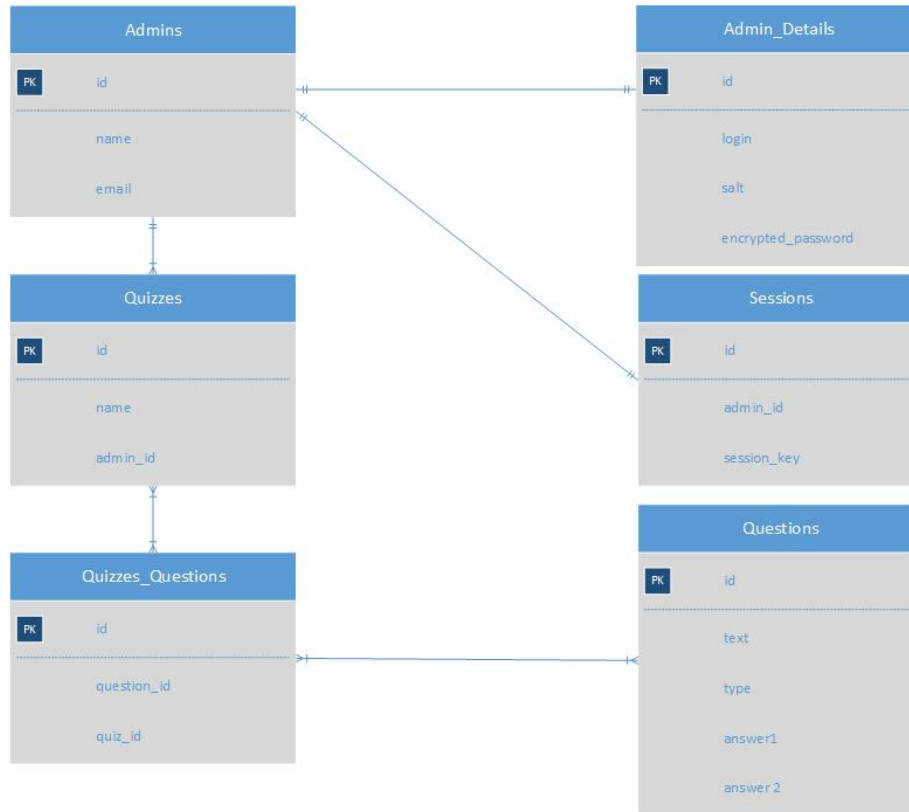 Admins
PK id
name
email
Admin_Details
PK id
login
salt
encrypted_password
Quizzes
PK id
name
admin_id
Sessions
PK id
admin_id
session_key
Quizzes_Questions
PK id
question_id
quiz_id
Questions
PK id
text
type
answer1
answer 2